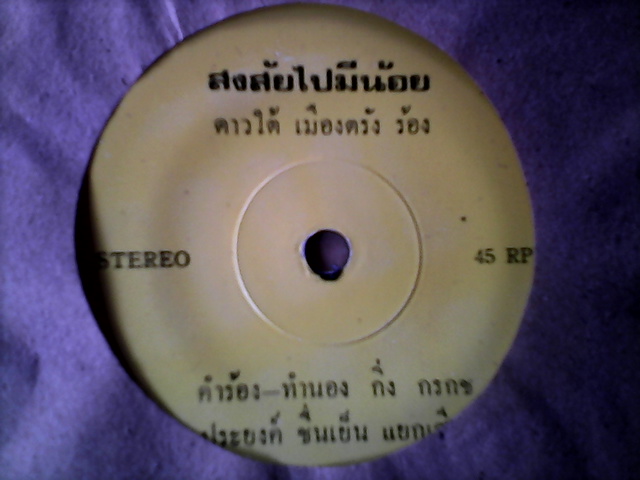 สงสัยไปมีน้อย
ดาวใต้ เมืองตรัง ร้อง
STEREO
45 RP
คำร้อง-ทำนอง กิ่ง กรกช
ประยงค์ ชื่นเย็น